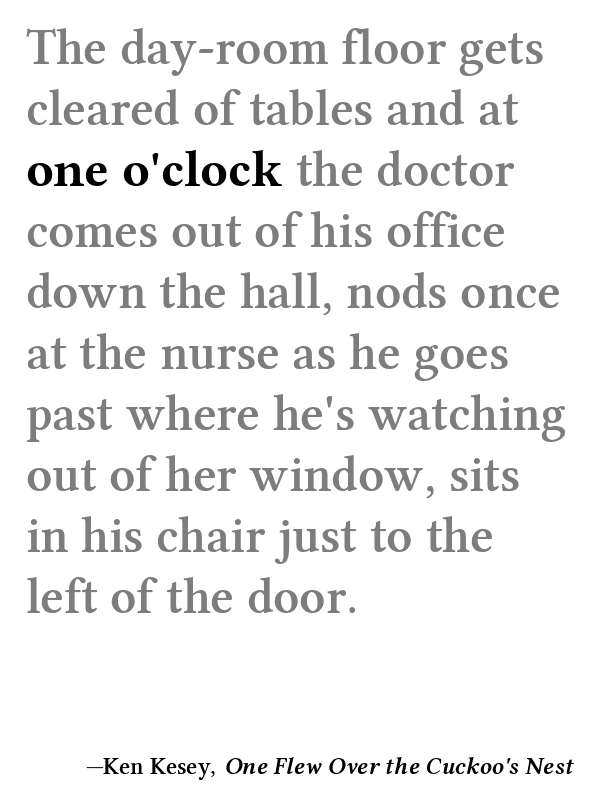 The day-room floor gets
cleared of tables and at
one o'clock the doctor
comes out of his office
down the hall, nods once
at the nurse as he goes
past where he's watching
out of her window, sits
in his chair just to the
left of the door.
—Ken Kesey, One Flew Over the Cuckoo's Nest